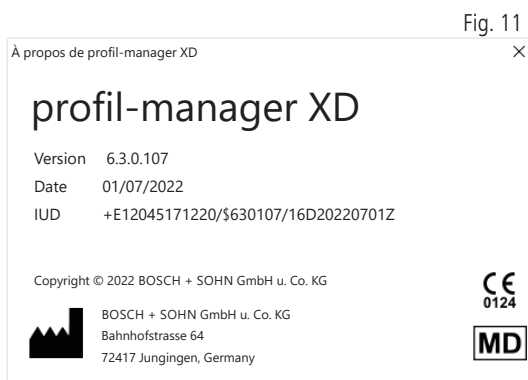 Fig. 11
À propos de profil-manager XD
profil-manager XD
Version 6.3.0.107
Date 01/07/2022
IUD +E12045171220/$630107/16D20220701Z
Copyright © 2022 BOSCH + SOHN GmbH u. Co. KG
BOSCH + SOHN GmbH u. Co. KG
Bahnhofstrasse 64
72417 Jungingen, Germany
CE
0124
MD